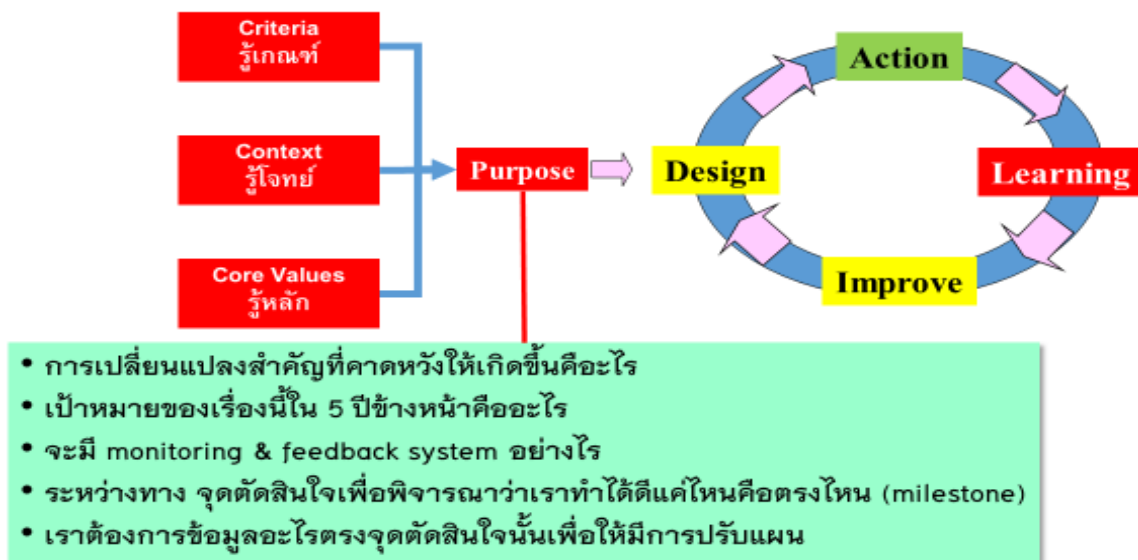 Criteria
รู้เกณฑ์
Context
รู้โจทย์
Core Values
รู้หลัก
Purpose
Design
Action
Learning
Improve
• การเปลี่ยนแปลงสำคัญที่คาดหวังให้เกิดขึ้นคืออะไร
• เป้าหมายของเรื่องนี้ใน 5 ปีข้างหน้าคืออะไร
• จะมี monitoring & feedback system อย่างไร
• ระหว่างทาง จุดตัดสินใจเพื่อพิจารณาว่าเราทำได้ดีแค่ไหนคือตรงไหน (milestone)
• เราต้องการข้อมูลอะไรตรงจุดตัดสินใจนั้นเพื่อให้มีการปรับแผน